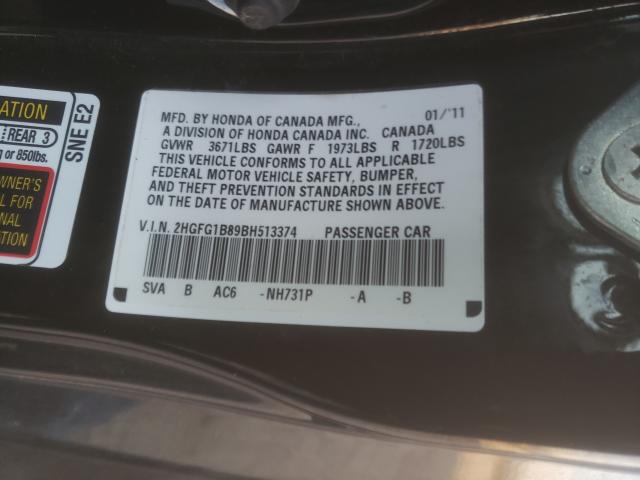 ATION
REAR 3
g or 850lbs.
SNE E2
WNER'S
L FOR
ONAL
ON
MFD. BY HONDA OF CANADA MFG., 01/'11
A DIVISION OF HONDA CANADA INC. CANADA
GVWR 3671LBS GAWR F 1973LBS R 1720LBS
THIS VEHICLE CONFORMS TO ALL APPLICABLE
FEDERAL MOTOR VEHICLE SAFETY, BUMPER,
AND THEFT PREVENTION STANDARDS IN EFFECT
ON THE DATE OF MANUFACTURE SHOWN ABOVE.
V.I.N. 2HGFG1B89BH513374 PASSENGER CAR
SVA B AC6 -NH731P -A -B